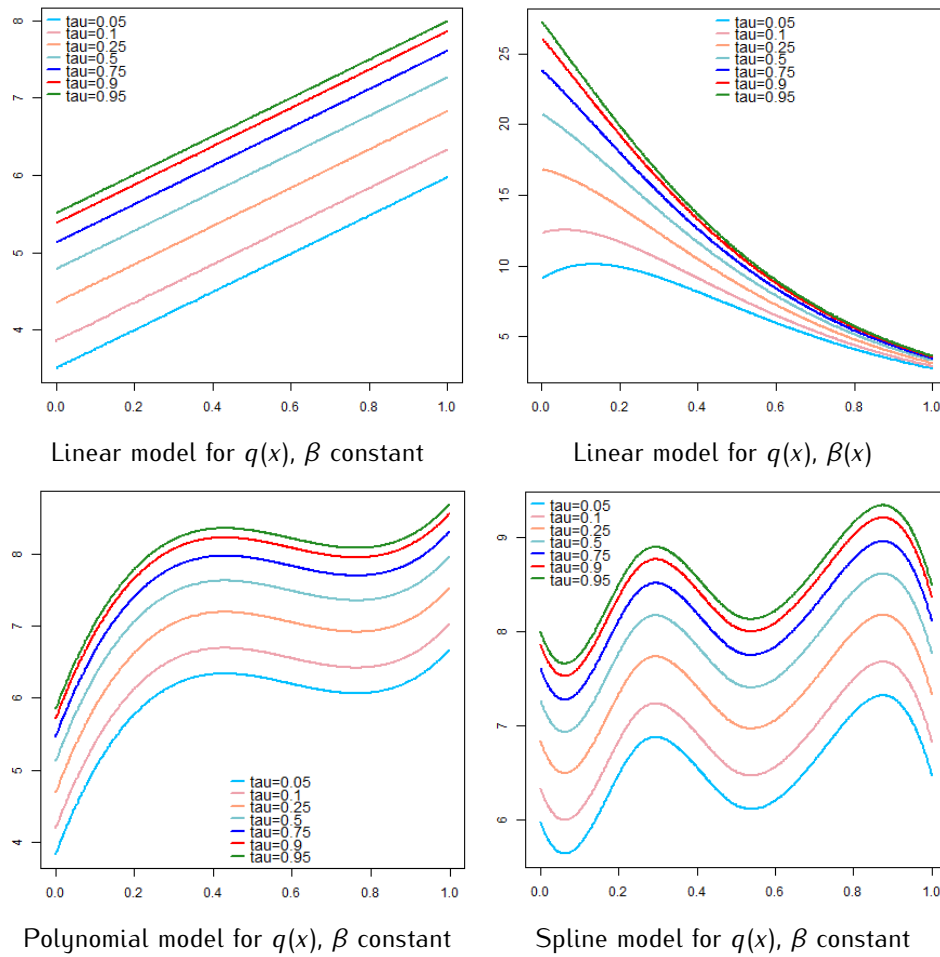 8
7
6
5
4
tau=0.05
tau=0.1
tau=0.25
tau=0.5
tau=0.75
tau=0.9
tau=0.95
0.0 0.2 0.4 0.6 0.8 1.0
Linear model for q(x), β constant
25
20
15
10
5
tau=0.05
tau=0.1
tau=0.25
tau=0.5
tau=0.75
tau=0.9
tau=0.95
0.0 0.2 0.4 0.6 0.8 1.0
Linear model for q(x), β(x)
8
7
6
5
4
tau=0.05
tau=0.1
tau=0.25
tau=0.5
tau=0.75
tau=0.9
tau=0.95
0.0 0.2 0.4 0.6 0.8 1.0
Polynomial model for q(x), β constant
9
8
7
6
tau=0.05
tau=0.1
tau=0.25
tau=0.5
tau=0.75
tau=0.9
tau=0.95
0.0 0.2 0.4 0.6 0.8 1.0
Spline model for q(x), β constant